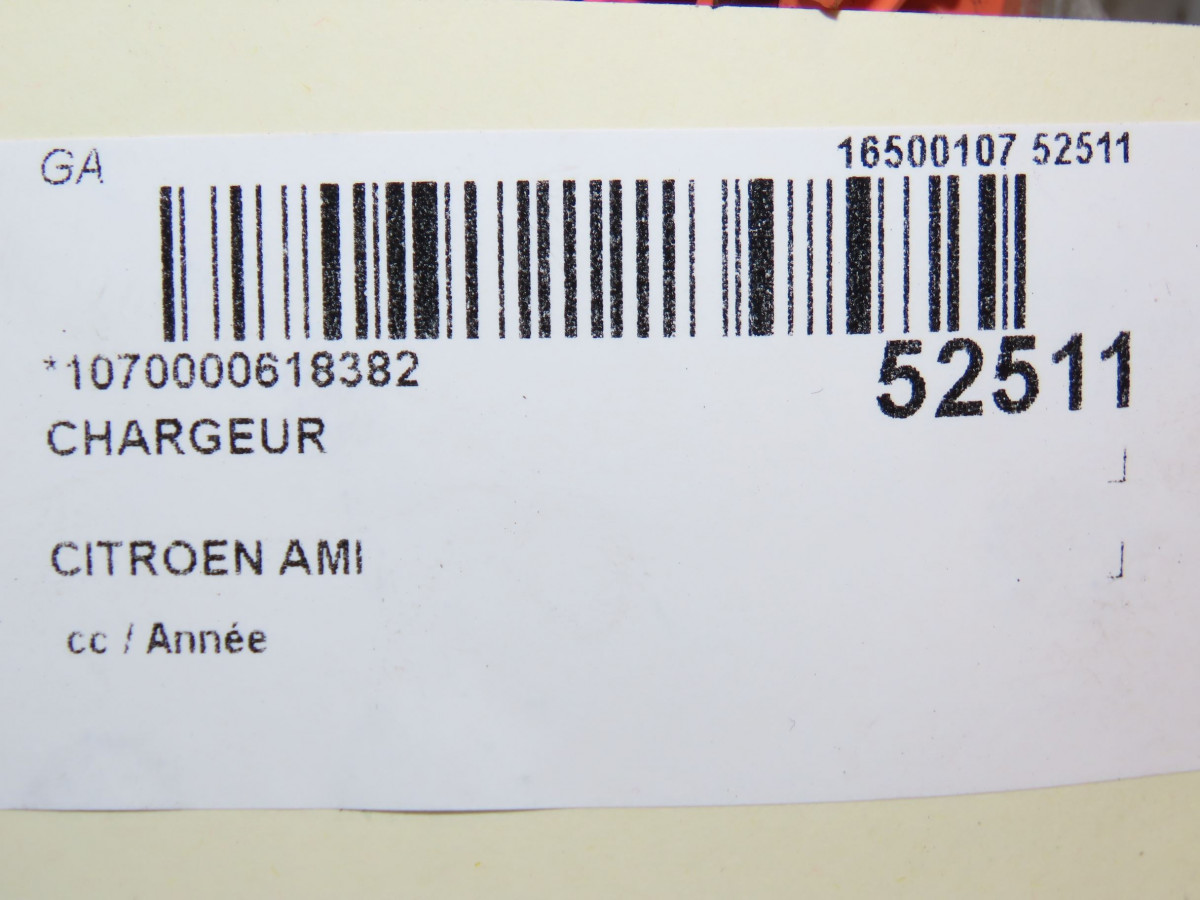 GA
16500107 52511
*1070000618382
52511
CHARGEUR
CITROEN AMI
cc / Année